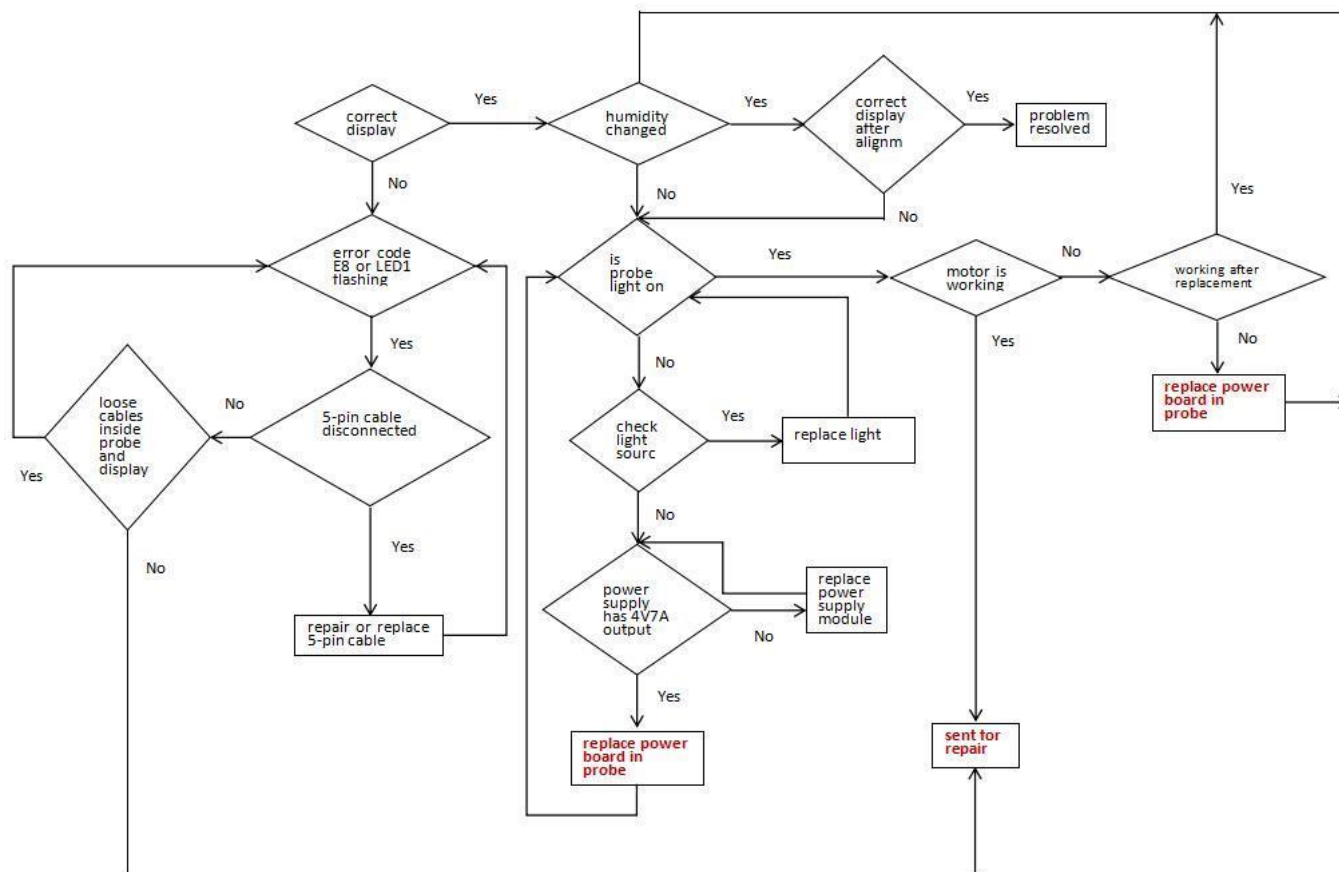 Yes
Yes
Yes
Yes
correct
display
humidity
changed
correct
display
after
alignm
problem
resolved
No
No
No
error code
E8 or LED1
flashing
is
probe
light on
Yes
motor is
working
No
working after
replacement
Yes
No
Yes
No
loose
cables
inside
probe
and
display
No
5-pin cable
disconnected
check
light
sourc
Yes
replace light
replace power
board in
probe
Yes
No
Yes
No
power
supply
has 4V7A
output
No
replace
power
supply
module
repair or replace
5-pin cable
Yes
replace power
board in
probe
sent for
repair